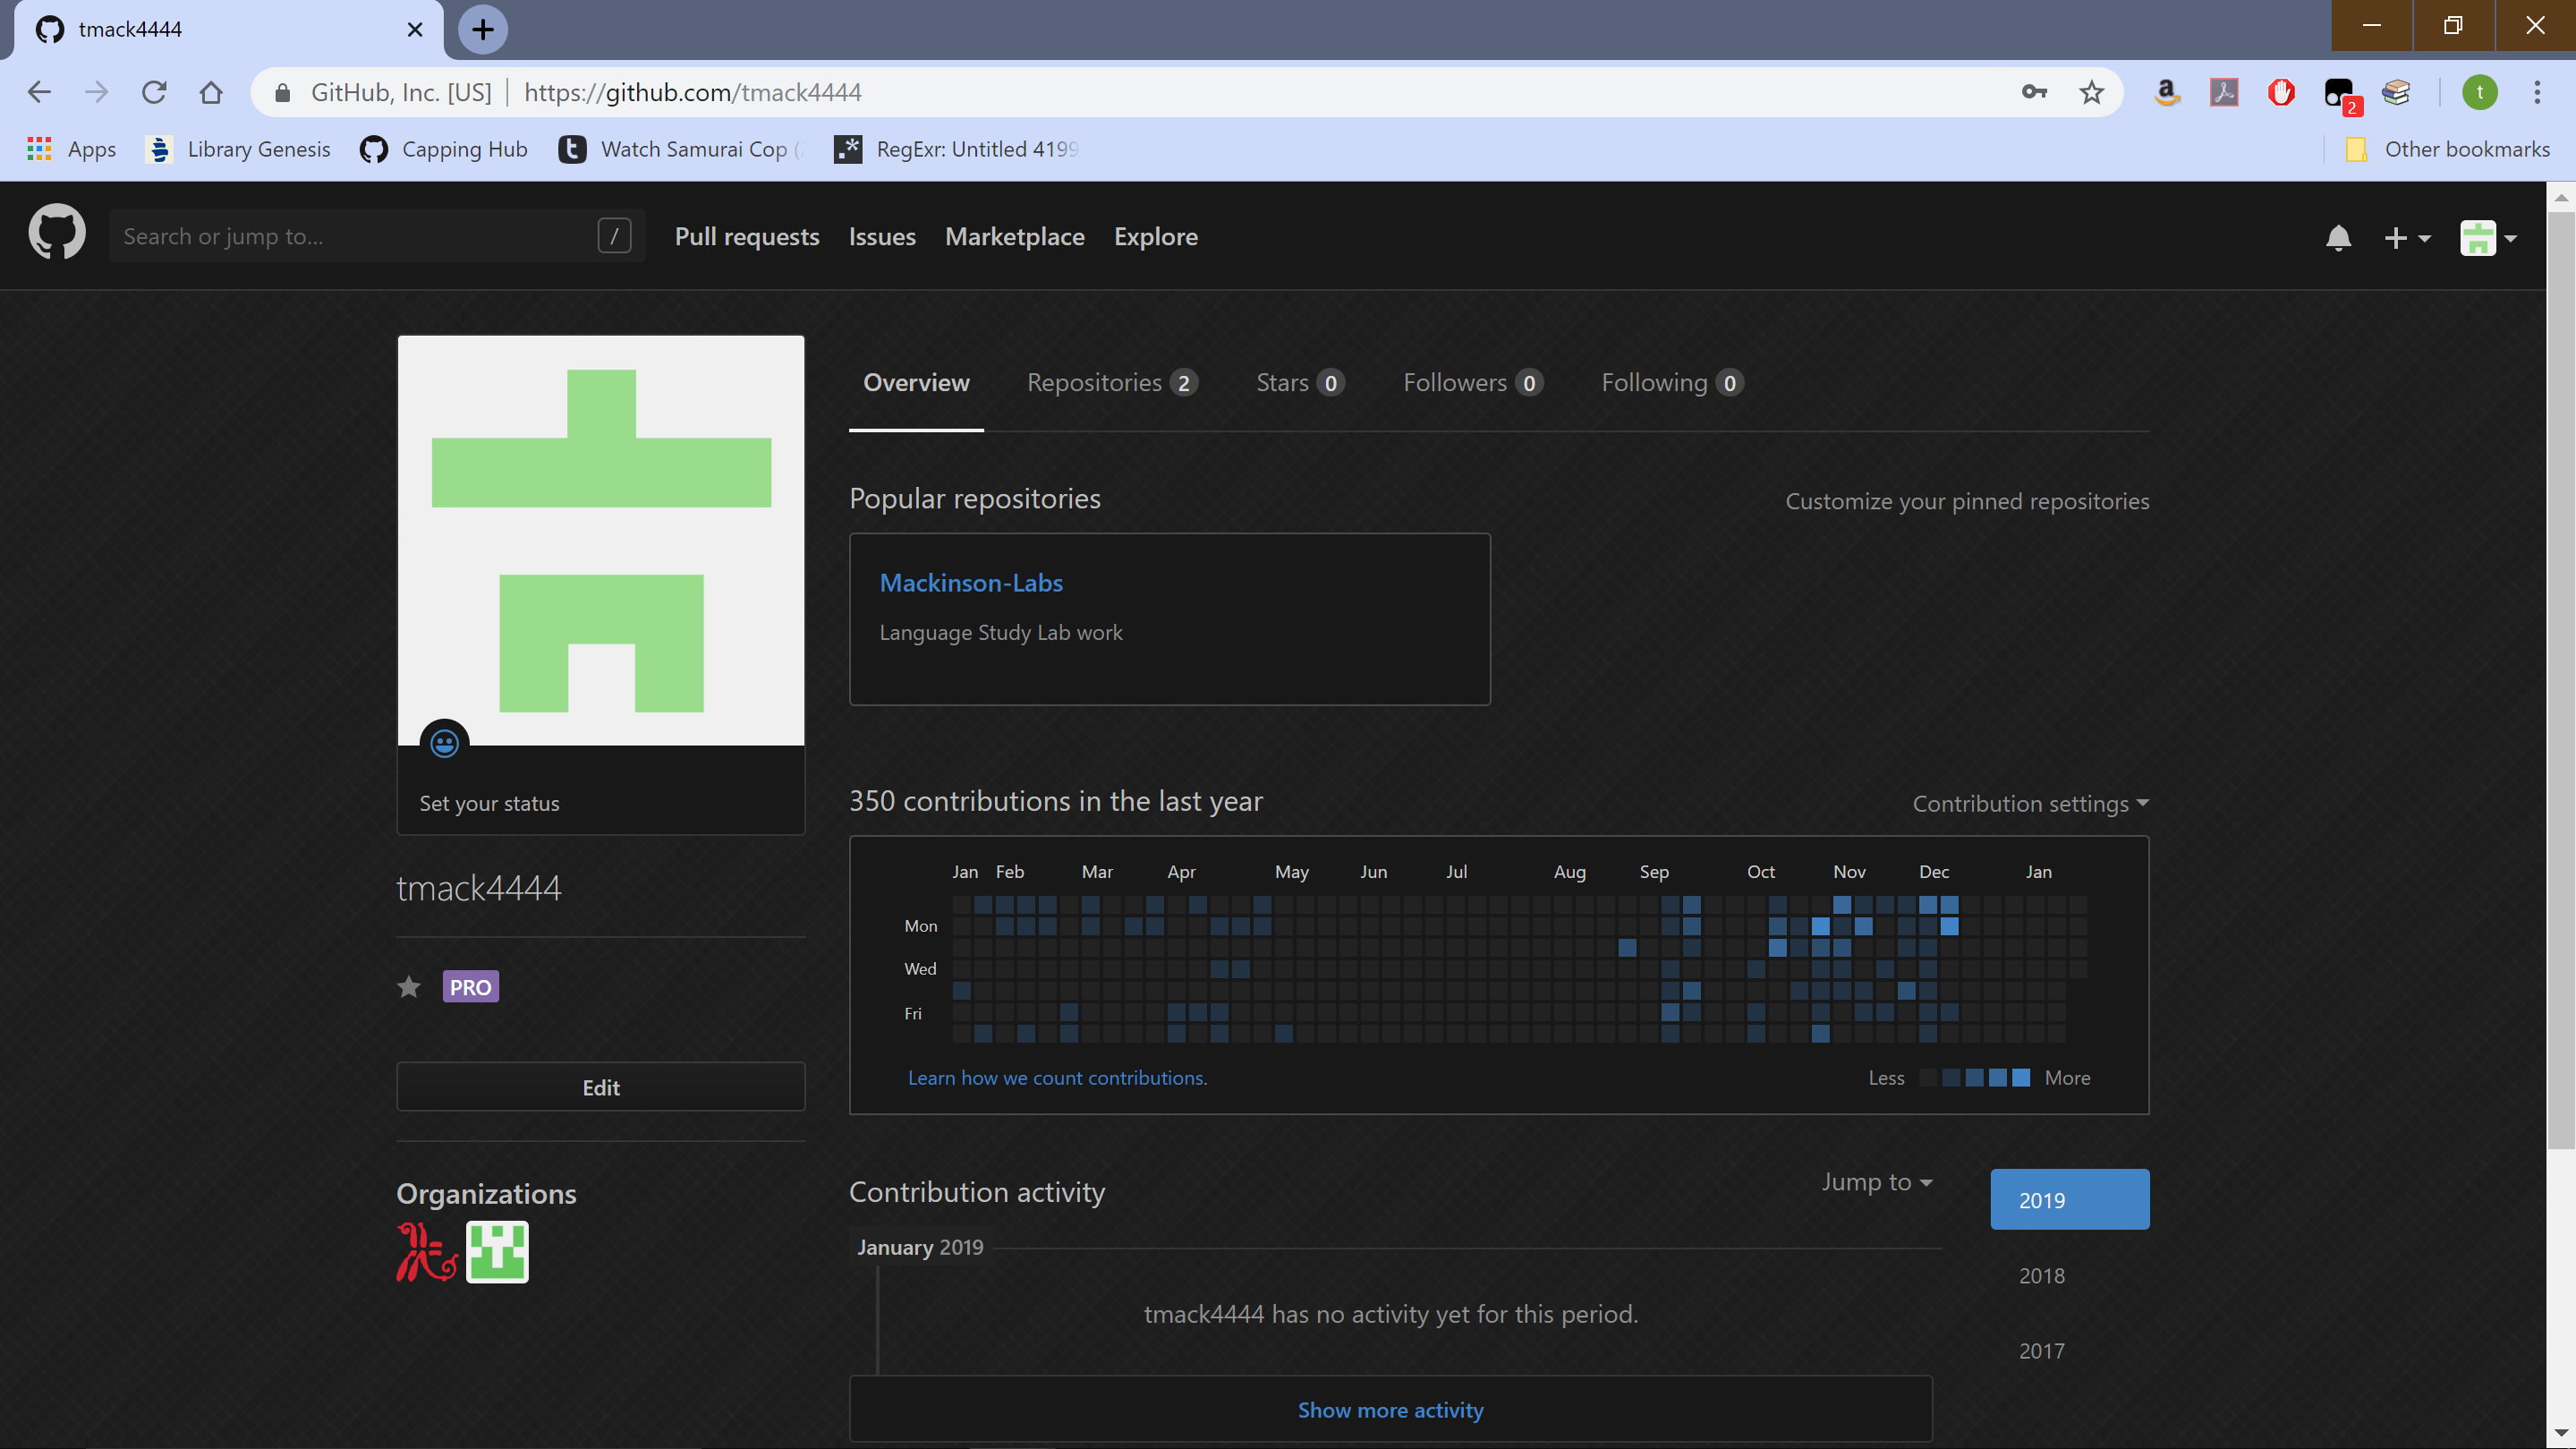 tmack4444
GitHub, Inc. [US] https://github.com/tmack4444
2
t
Apps Library Genesis Capping Hub Watch Samurai Cop RegExr: Untitled 4199 Other bookmarks
Search or jump to... / Pull requests Issues Marketplace Explore
Overview Repositories 2 Stars 0 Followers 0 Following 0
Popular repositories Customize your pinned repositories
Mackinson-Labs
Language Study Lab work
Set your status
tmack4444
PRO
Edit
Organizations
350 contributions in the last year Contribution settings
Jan Feb Mar Apr May Jun Jul Aug Sep Oct Nov Dec Jan
Mon
Wed
Fri
Learn how we count contributions. Less More
Contribution activity Jump to
2019
2018
2017
January 2019
tmack4444 has no activity yet for this period.
Show more activity